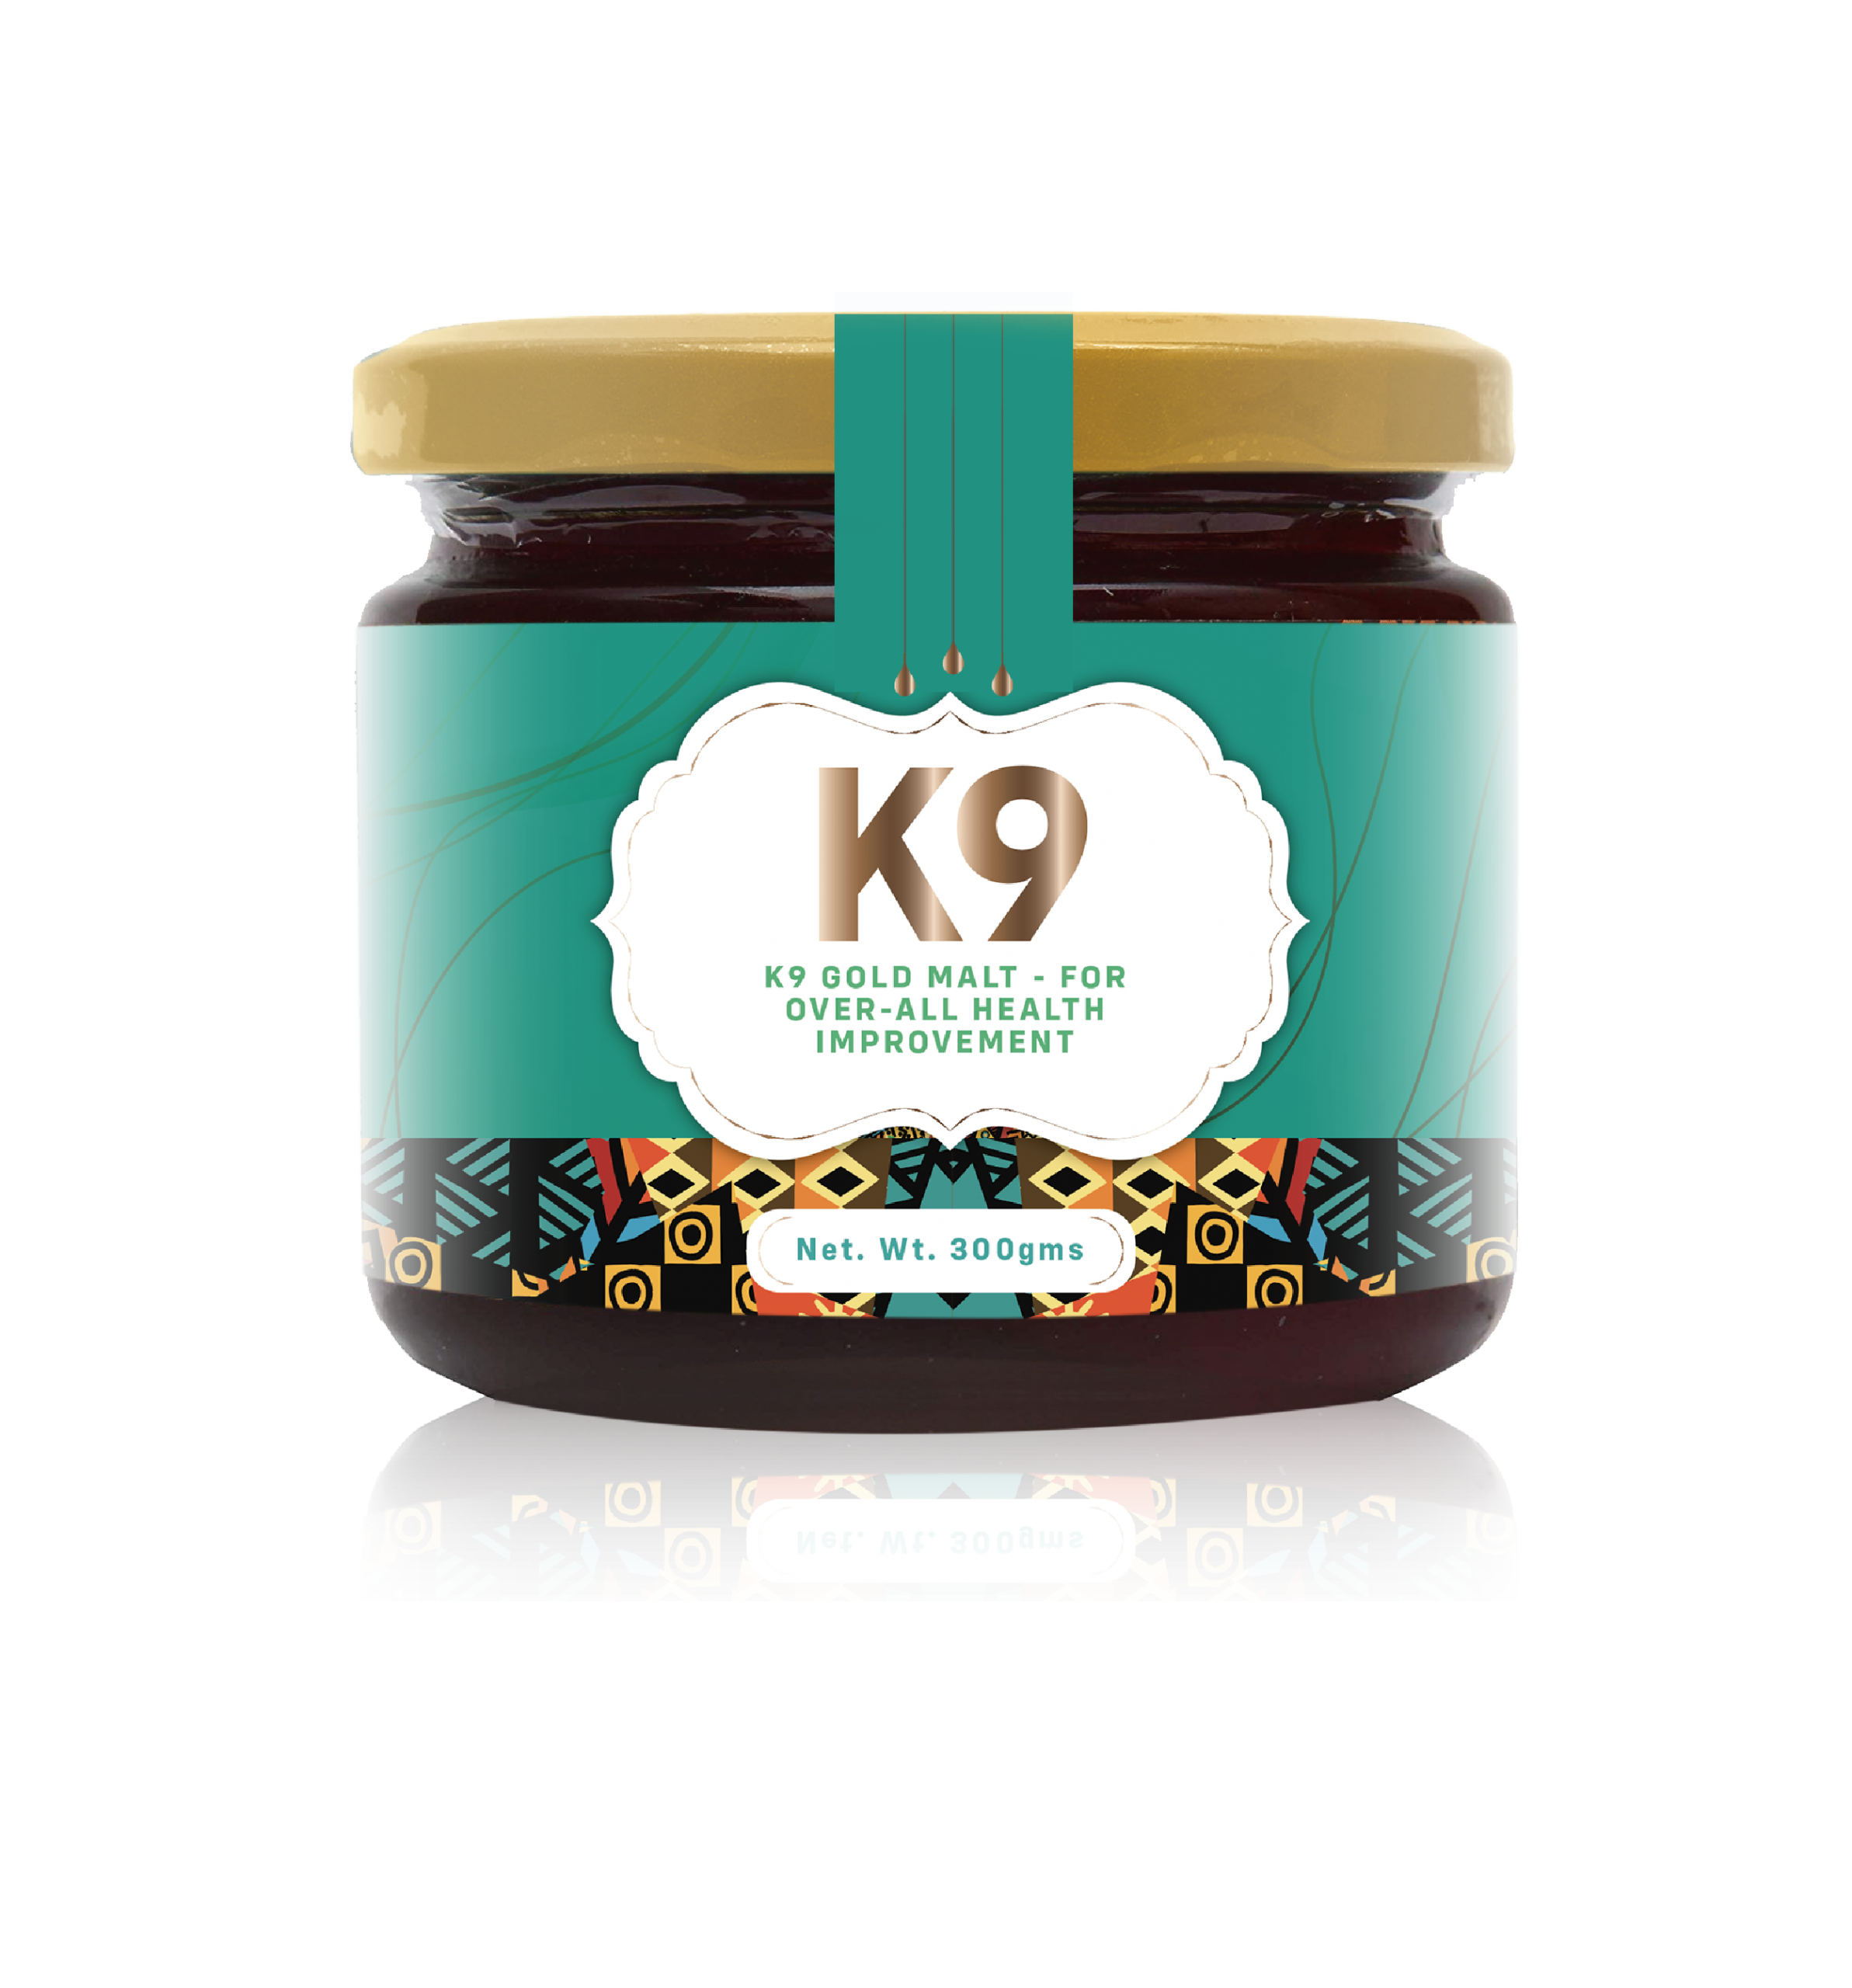 K9
K9 GOLD MALT - FOR
OVER-ALL HEALTH
IMPROVEMENT
Net. Wt. 300gms